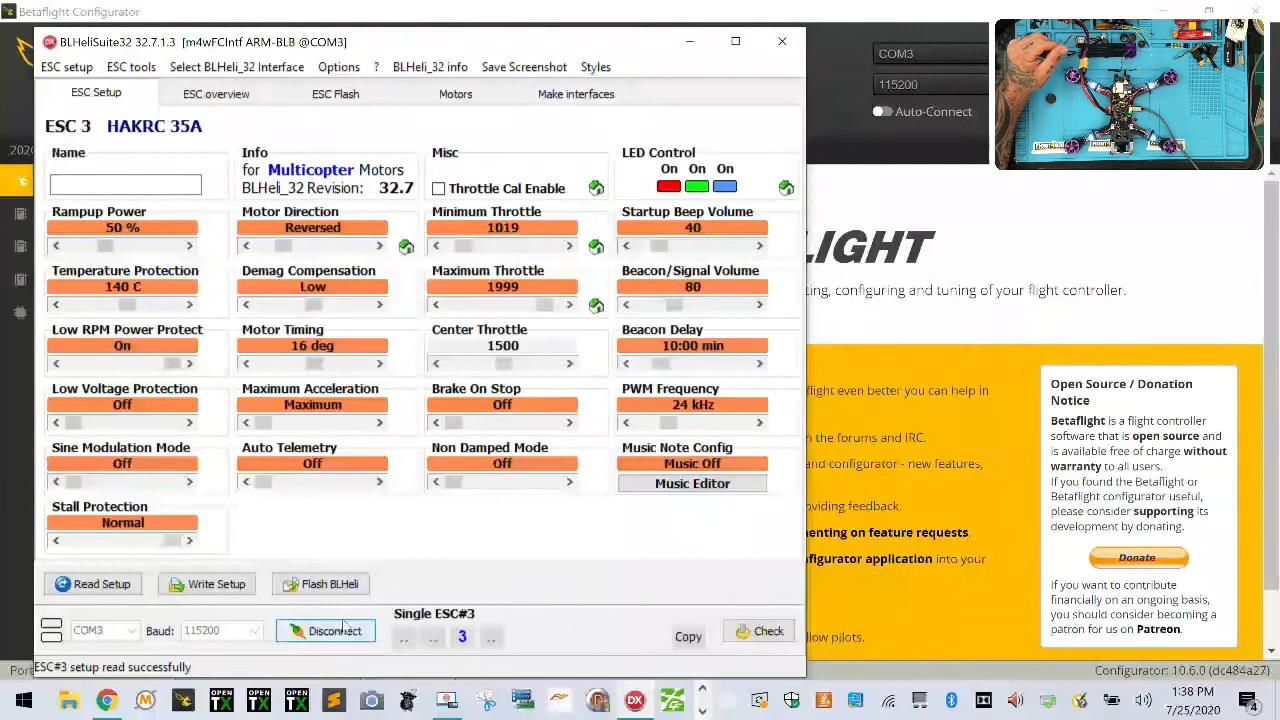 Betaflight Configurator
BLHeliSuite32 32.7.1.3 [m4wFCIntf ARM-BLB @COM3]
ESC setup ESC tools Select BLHeli_32 Interface Options ? BLHeli_32 info Save Screenshot Styles
ESC Setup ESC overview ESC Flash Motors Make interfaces
ESC 3 HAKRC 35A
Name Info Misc LED Control
for Multicopter Motors
BLHeli_32 Revision: 32.7
Throttle Cal Enable
On On On
Rampup Power Motor Direction Minimum Throttle Startup Beep Volume
50 % Reversed 1019 40
Temperature Protection Demag Compensation Maximum Throttle Beacon/Signal Volume
140 C Low 1999 80
Low RPM Power Protect Motor Timing Center Throttle Beacon Delay
On 16 deg 1500 10:00 min
Low Voltage Protection Maximum Acceleration Brake On Stop PWM Frequency
Off Maximum Off 24 kHz
Sine Modulation Mode Auto Telemetry Non Damped Mode Music Note Config
Off Off Off Music Off
Music Editor
Stall Protection
Normal
Read Setup Write Setup Flash BLHeli
Single ESC#3
COM3 Baud: 115200 Disconnect .. .. 3 .. Copy Check
ESC#3 setup read successfully
COM3
115200
Auto-Connect
LIGHT
ting, configuring and tuning of your flight controller.
flight even better you can help in
n the forums and IRC.
and configurator - new features,
oviding feedback.
enting on feature requests.
figurator application into your
llow pilots.
Open Source / Donation
Notice
Betaflight is a flight controller
software that is open source and
is available free of charge without
warranty to all users.
If you found the Betaflight or
Betaflight configurator useful,
please consider supporting its
development by donating.
Donate
If you want to contribute
financially on an ongoing basis,
you should consider becoming a
patron for us on Patreon.
202
Por
Configurator: 10.6.0 (dc484a27)
OPEN TX OPEN TX OPEN TX
DX
1:38 PM
7/25/2020
4